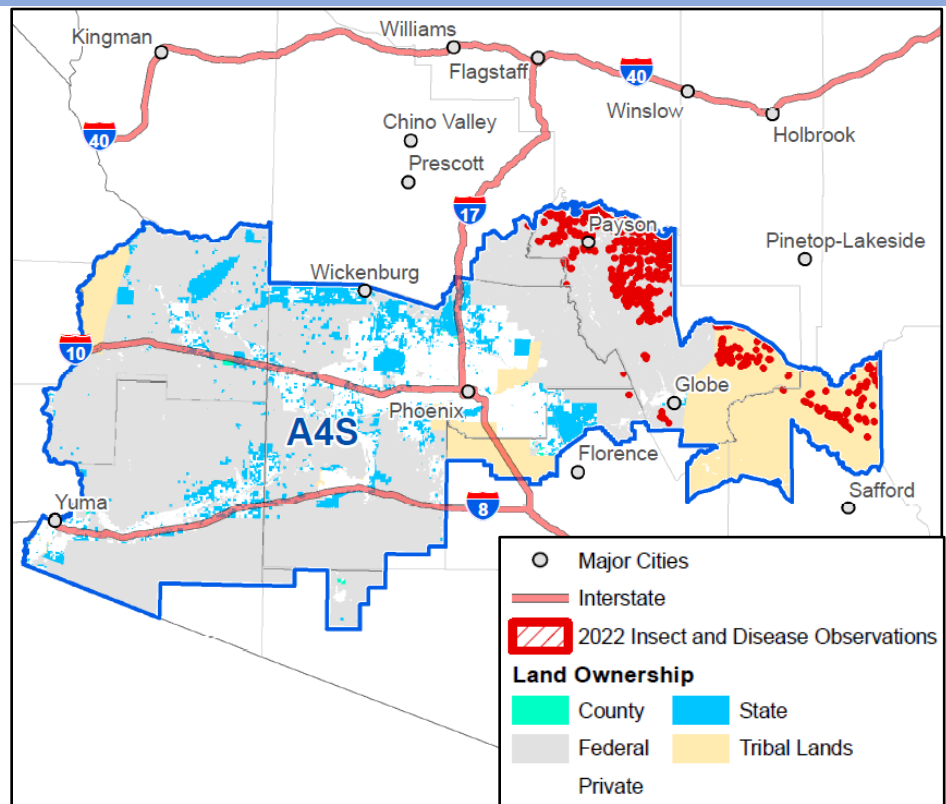 Kingman
Williams
Flagstaff
40
Winslow
Holbrook
40
Chino Valley
Prescott
17
Payson
Pinetop-Lakeside
Wickenburg
10
Phoenix
Globe
A4S
Florence
Yuma
8
Safford
Major Cities
Interstate
2022 Insect and Disease Observations
Land Ownership
County State
Federal Tribal Lands
Private